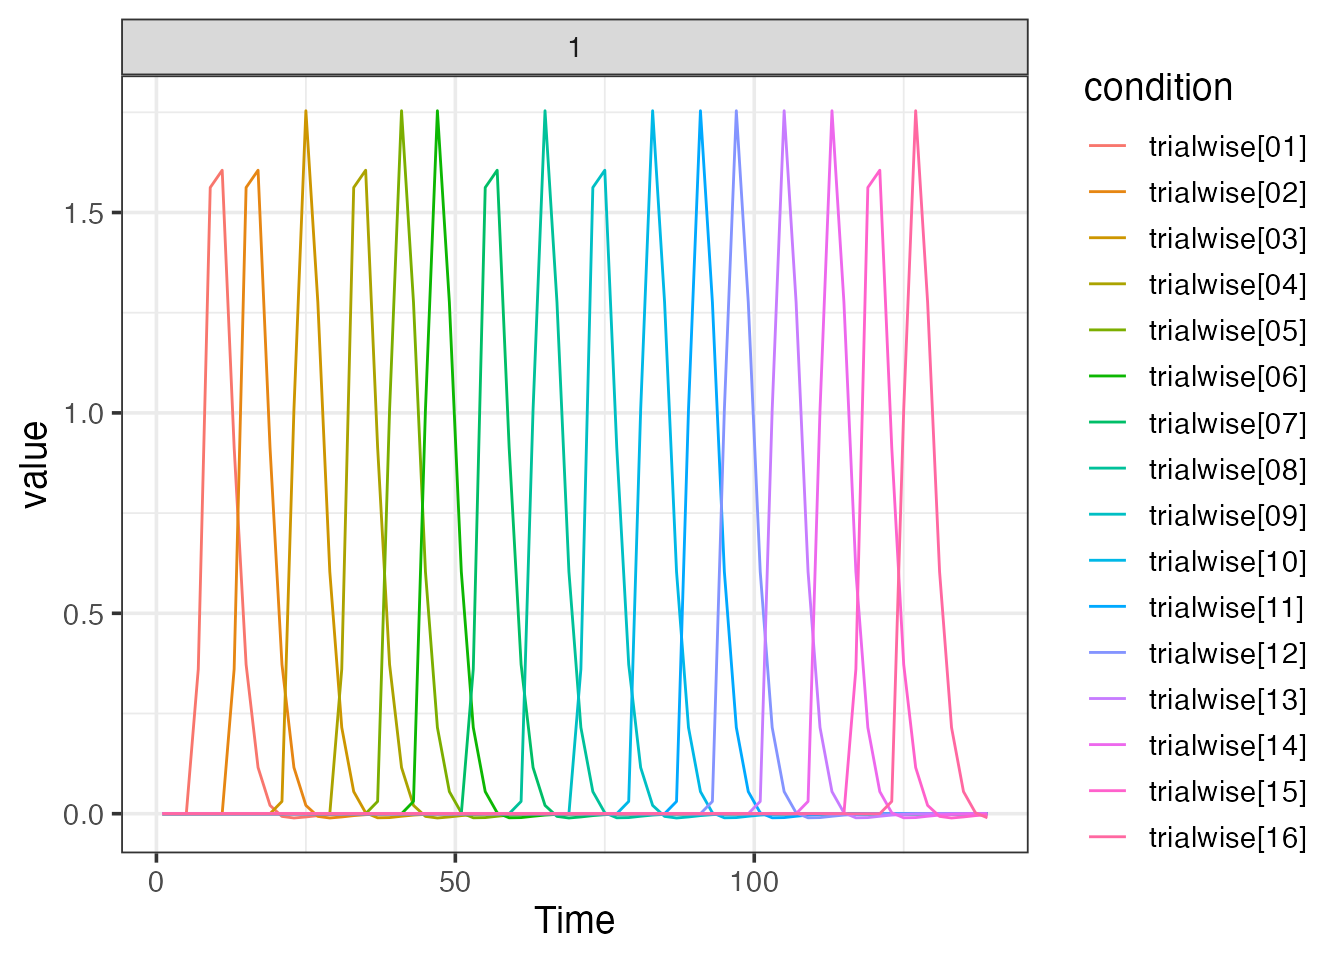 1
condition
trialwise[01]
trialwise[02]
trialwise[03]
trialwise[04]
trialwise[05]
trialwise[06]
trialwise[07]
trialwise[08]
trialwise[09]
trialwise[10]
trialwise[11]
trialwise[12]
trialwise[13]
trialwise[14]
trialwise[15]
trialwise[16]
value
1.5
1.0
0.5
0.0
0
50
100
Time